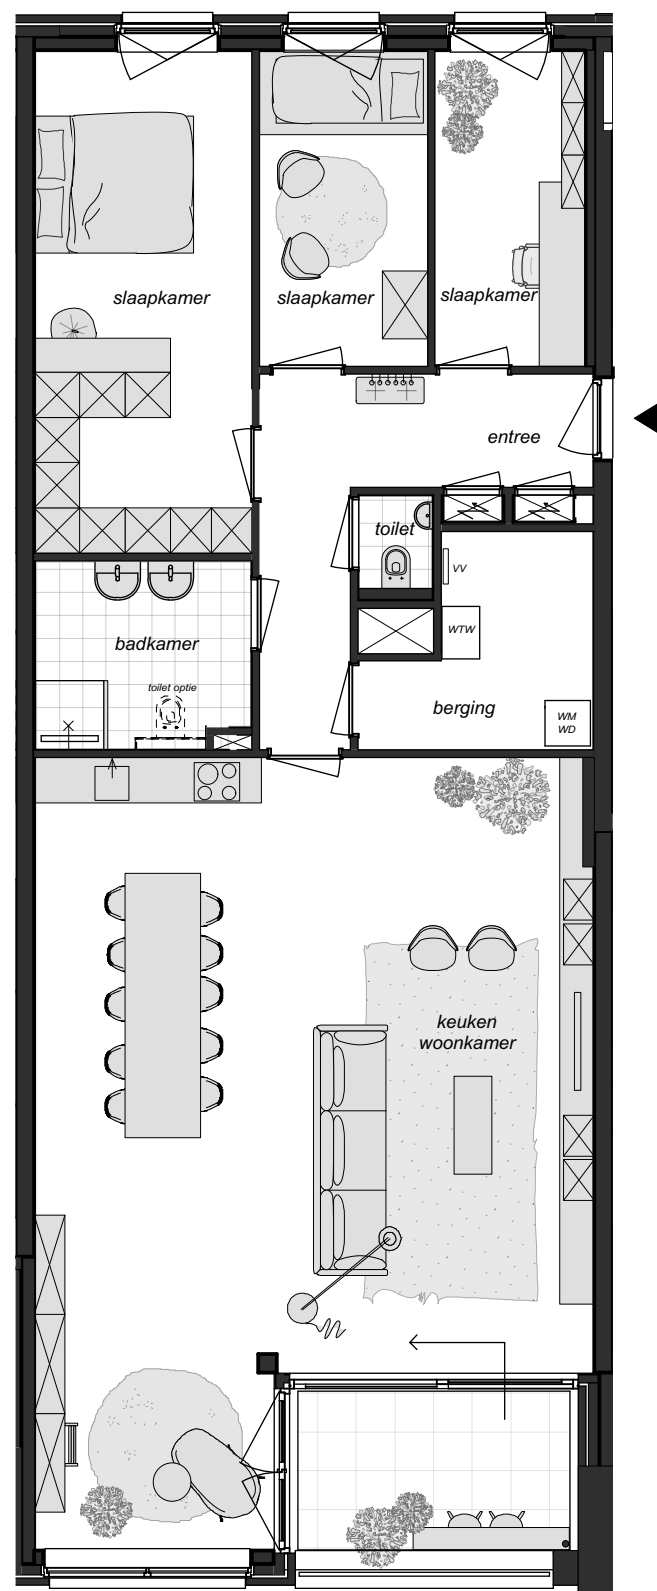 slaapkamer
slaapkamer
slaapkamer
entree
toilet
VV
WTW
badkamer
toilet optie
berging
WM
WD
keuken
woonkamer